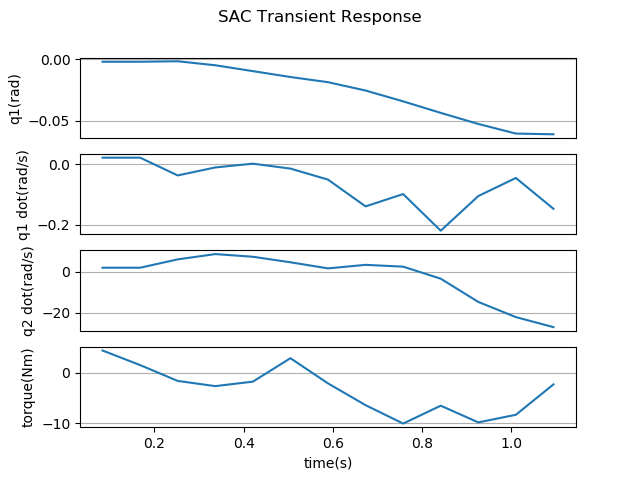 SAC Transient Response
0.00
−0.05
q1(rad)
0.0
−0.2
q1 dot(rad/s)
0
−20
q2 dot(rad/s)
0
−10
torque(Nm)
0.2 0.4 0.6 0.8 1.0
time(s)